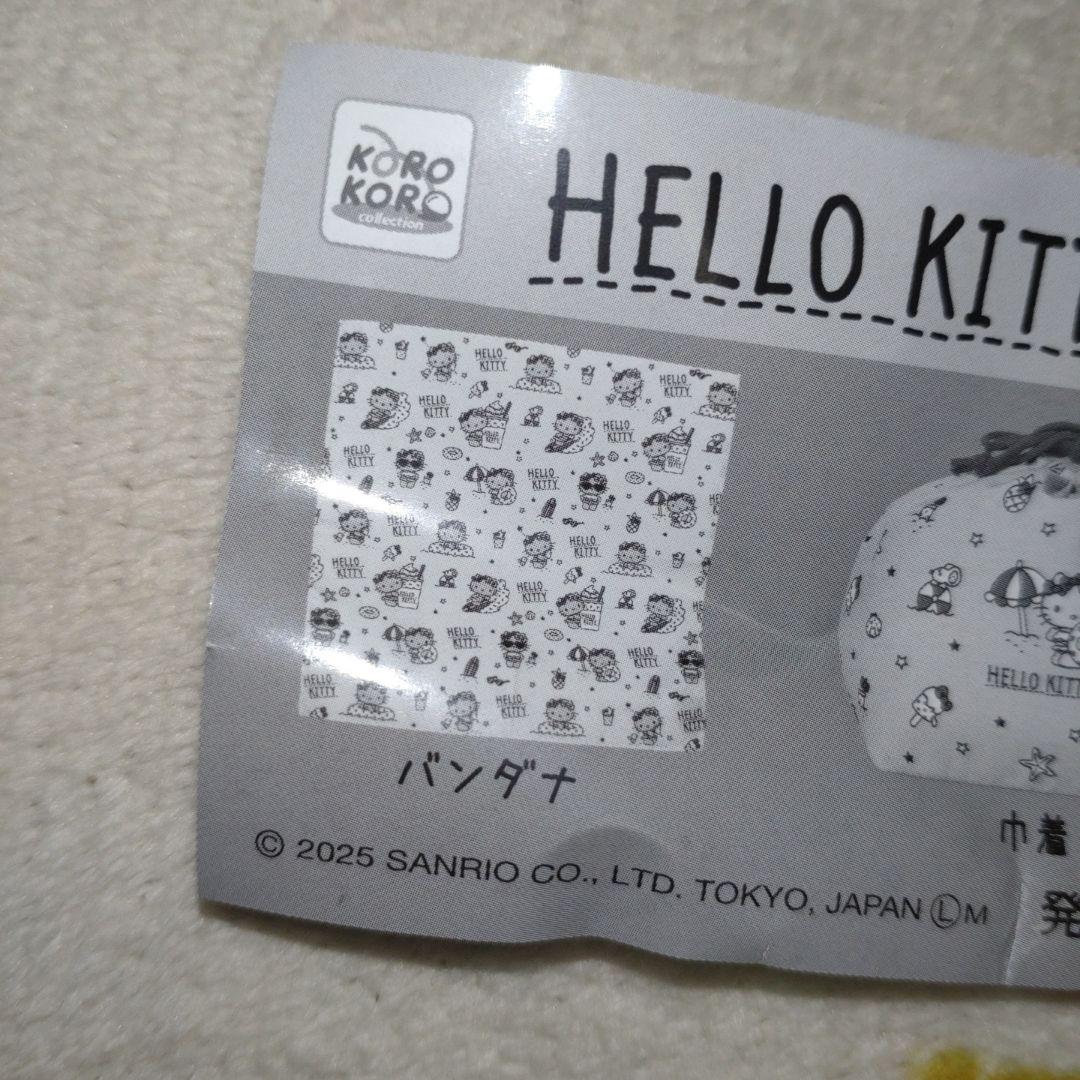 KORO
KORO
collection
HELLO KITT
HELLO KITTY
バンダナ
HELLO KITT
巾着
© 2025 SANRIO CO., LTD. TOKYO, JAPAN Ⓛ M
発